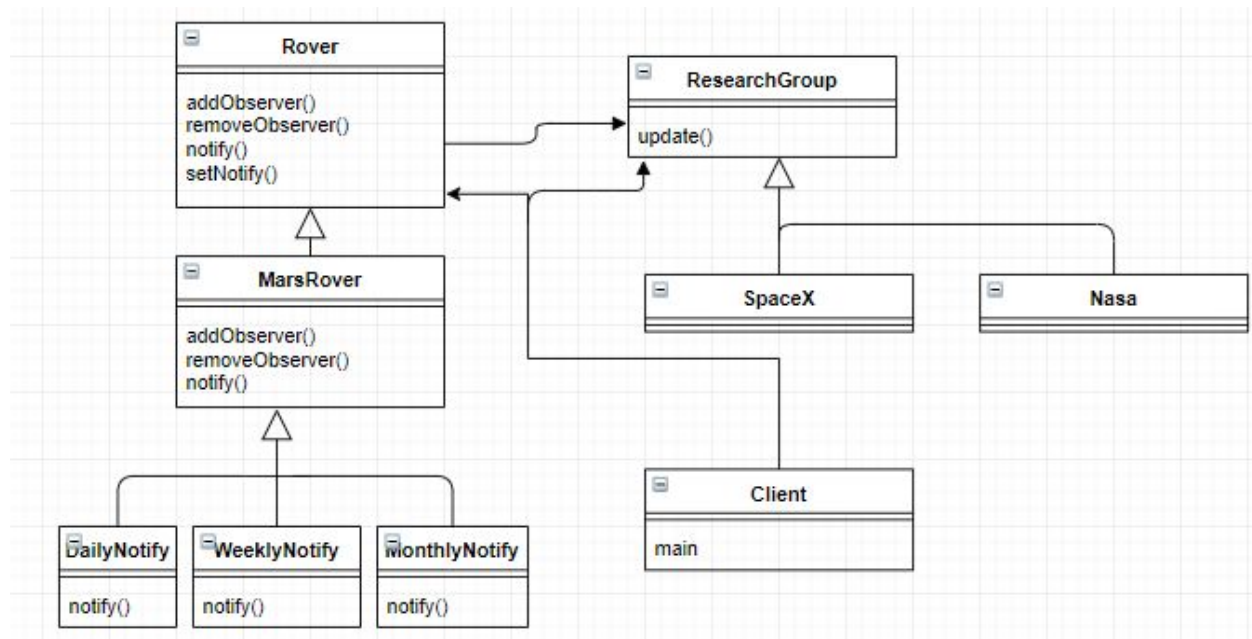 Rover
addObserver()
removeObserver()
notify()
setNotify()
ResearchGroup
update()
MarsRover
addObserver()
removeObserver()
notify()
SpaceX
Nasa
Client
main
DailyNotify
notify()
WeeklyNotify
notify()
MonthlyNotify
notify()